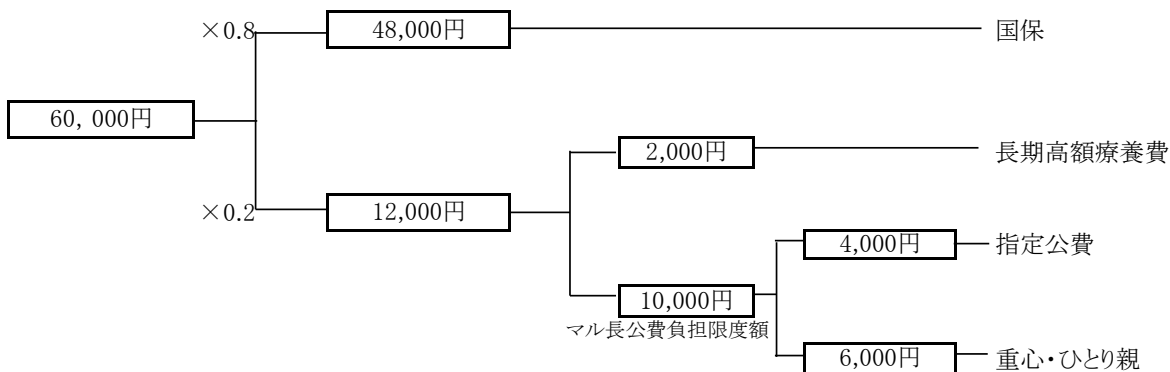 ×0.8
48,000円
国保
60, 000円
2,000円
長期高額療養費
×0.2
12,000円
4,000円
指定公費
10,000円
マル長公費負担限度額
6,000円
重心・ひとり親